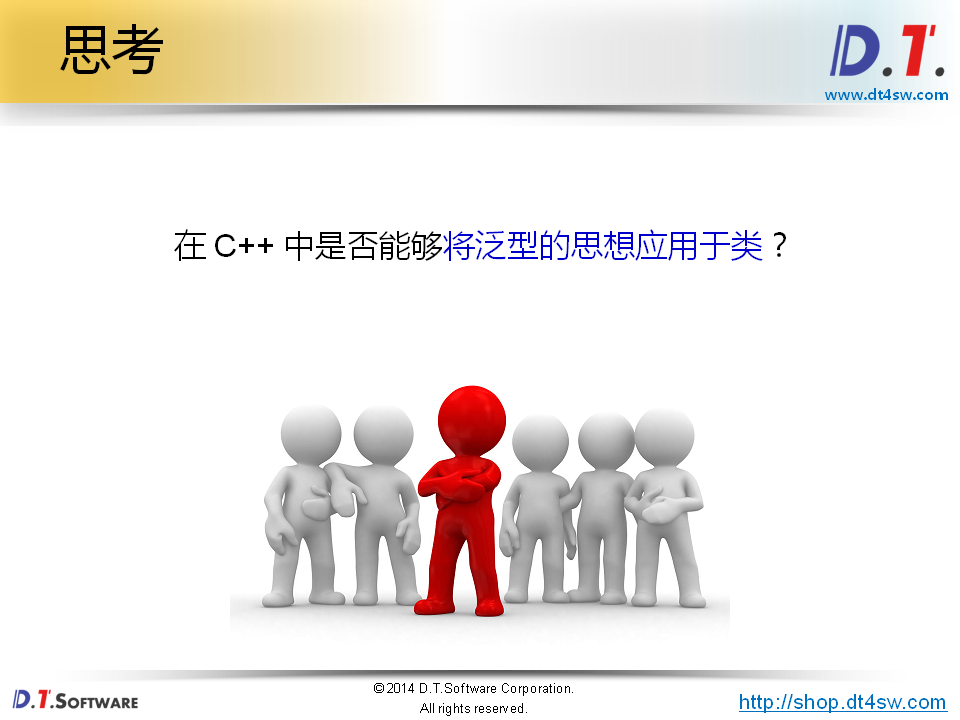 思考
D.T.
www.dt4sw.com
在 C++ 中是否能够将泛型的思想应用于类？
D.T.SOFTWARE
©2014 D.T.Software Corporation.
All rights reserved.
http://shop.dt4sw.com